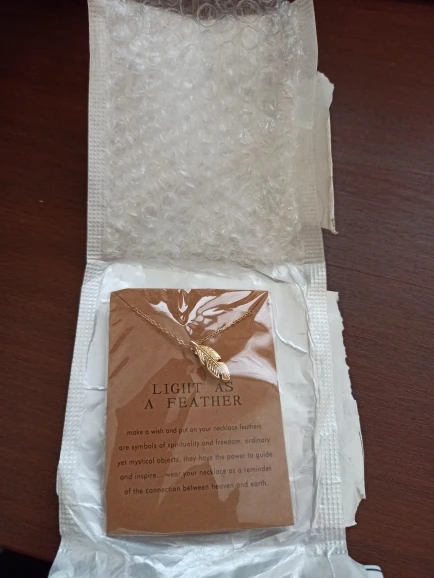 LIGHT AS
A FEATHER
make a wish and put on your necklace feathers
are symbols of spirituality and freedom. ordinary
yet mystical objects, they have the power to guide
and inspire... wear your necklace as a reminder
of the connection between heaven and earth.